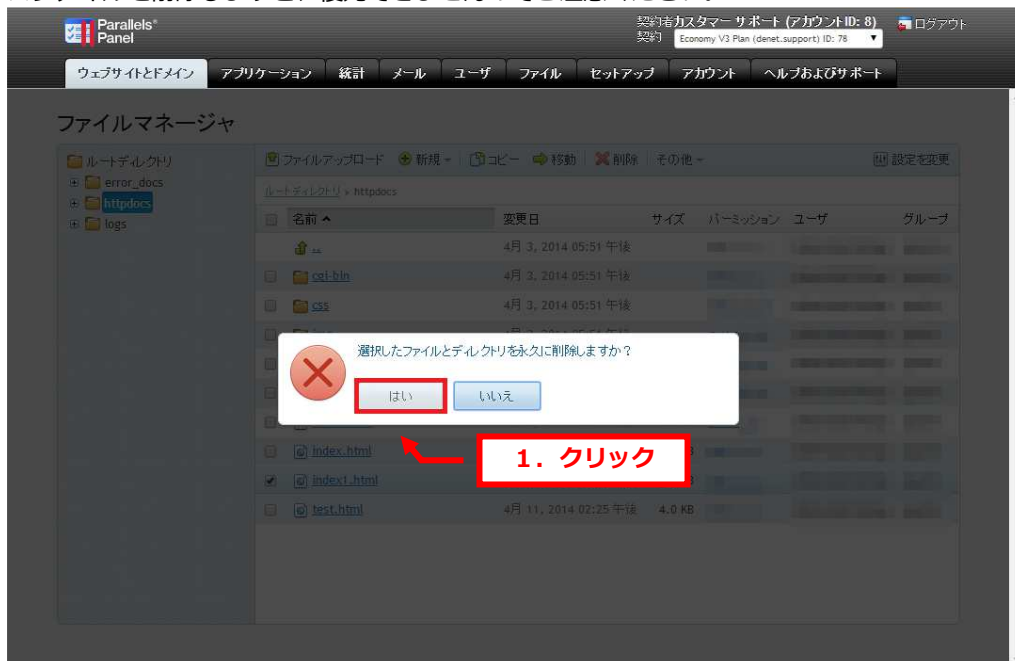 Parallels®
Panel
契約者カスタマー サポート (アカウントID: 8)
ログアウト
契約 Economy V3 Plan (denet.support) ID: 78
ウェブサイトとドメイン アプリケーション 統計 メール ユーザ ファイル セットアップ アカウント ヘルプおよびサポート
ファイルマネージャ
ルートディレクトリ
error_docs
httpdocs
logs
ファイルアップロード 新規 コピー 移動 削除 その他 設定を変更
ルートディレクトリ > httpdocs
名前 変更日 サイズ パーミッション ユーザ グループ
.. 4月 3, 2014 05:51 午後
cgi-bin 4月 3, 2014 05:51 午後
css 4月 3, 2014 05:51 午後
選択したファイルとディレクトリを永久に削除しますか?
はい いいえ
1. クリック
index.html
index1.html
test.html 4月 11, 2014 02:25 午後 4.0 KB